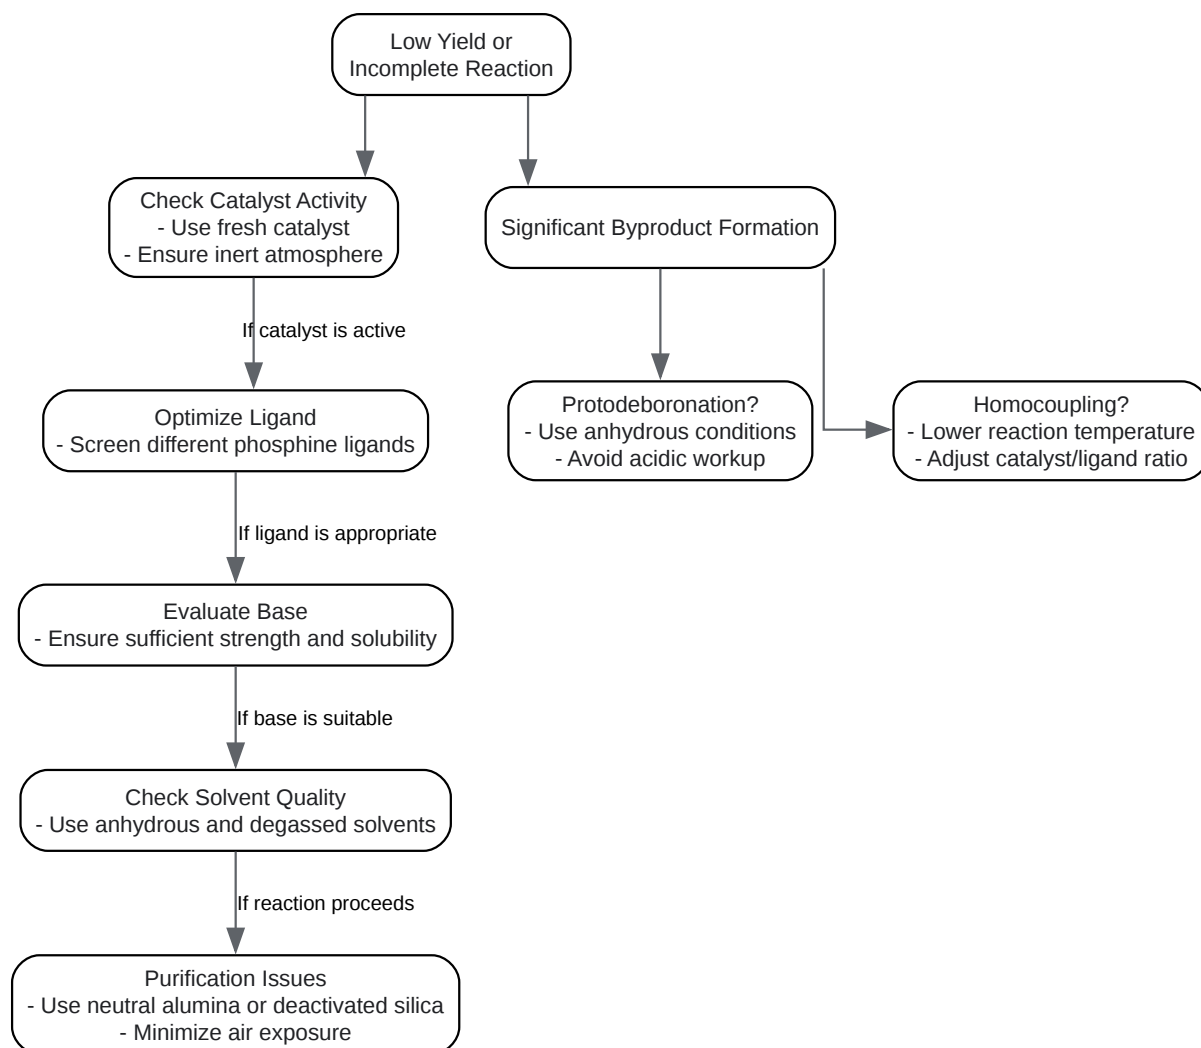 Low Yield or
Incomplete Reaction
Check Catalyst Activity
- Use fresh catalyst
- Ensure inert atmosphere
Significant Byproduct Formation
If catalyst is active
Optimize Ligand
- Screen different phosphine ligands
Protodeboronation?
- Use anhydrous conditions
- Avoid acidic workup
Homocoupling?
- Lower reaction temperature
- Adjust catalyst/ligand ratio
If ligand is appropriate
Evaluate Base
- Ensure sufficient strength and solubility
If base is suitable
Check Solvent Quality
- Use anhydrous and degassed solvents
If reaction proceeds
Purification Issues
- Use neutral alumina or deactivated silica
- Minimize air exposure